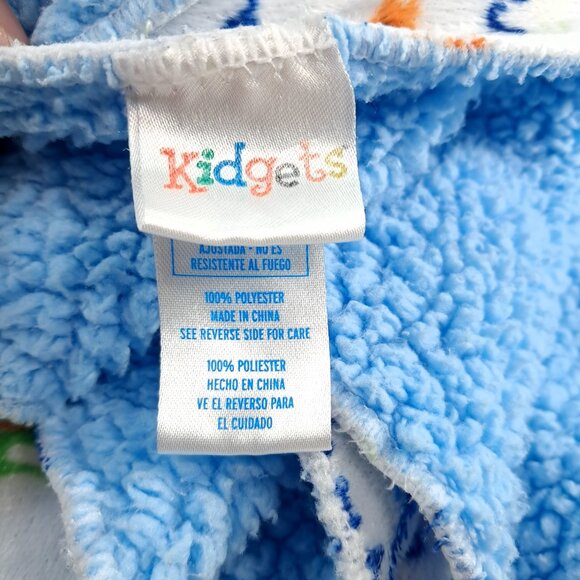 Kidgets
AJUSTADA - NO ES
RESISTENTE AL FUEGO
100% POLYESTER
MADE IN CHINA
SEE REVERSE SIDE FOR CARE
100% POLIESTER
HECHO EN CHINA
VE EL REVERSO PARA
EL CUIDADO